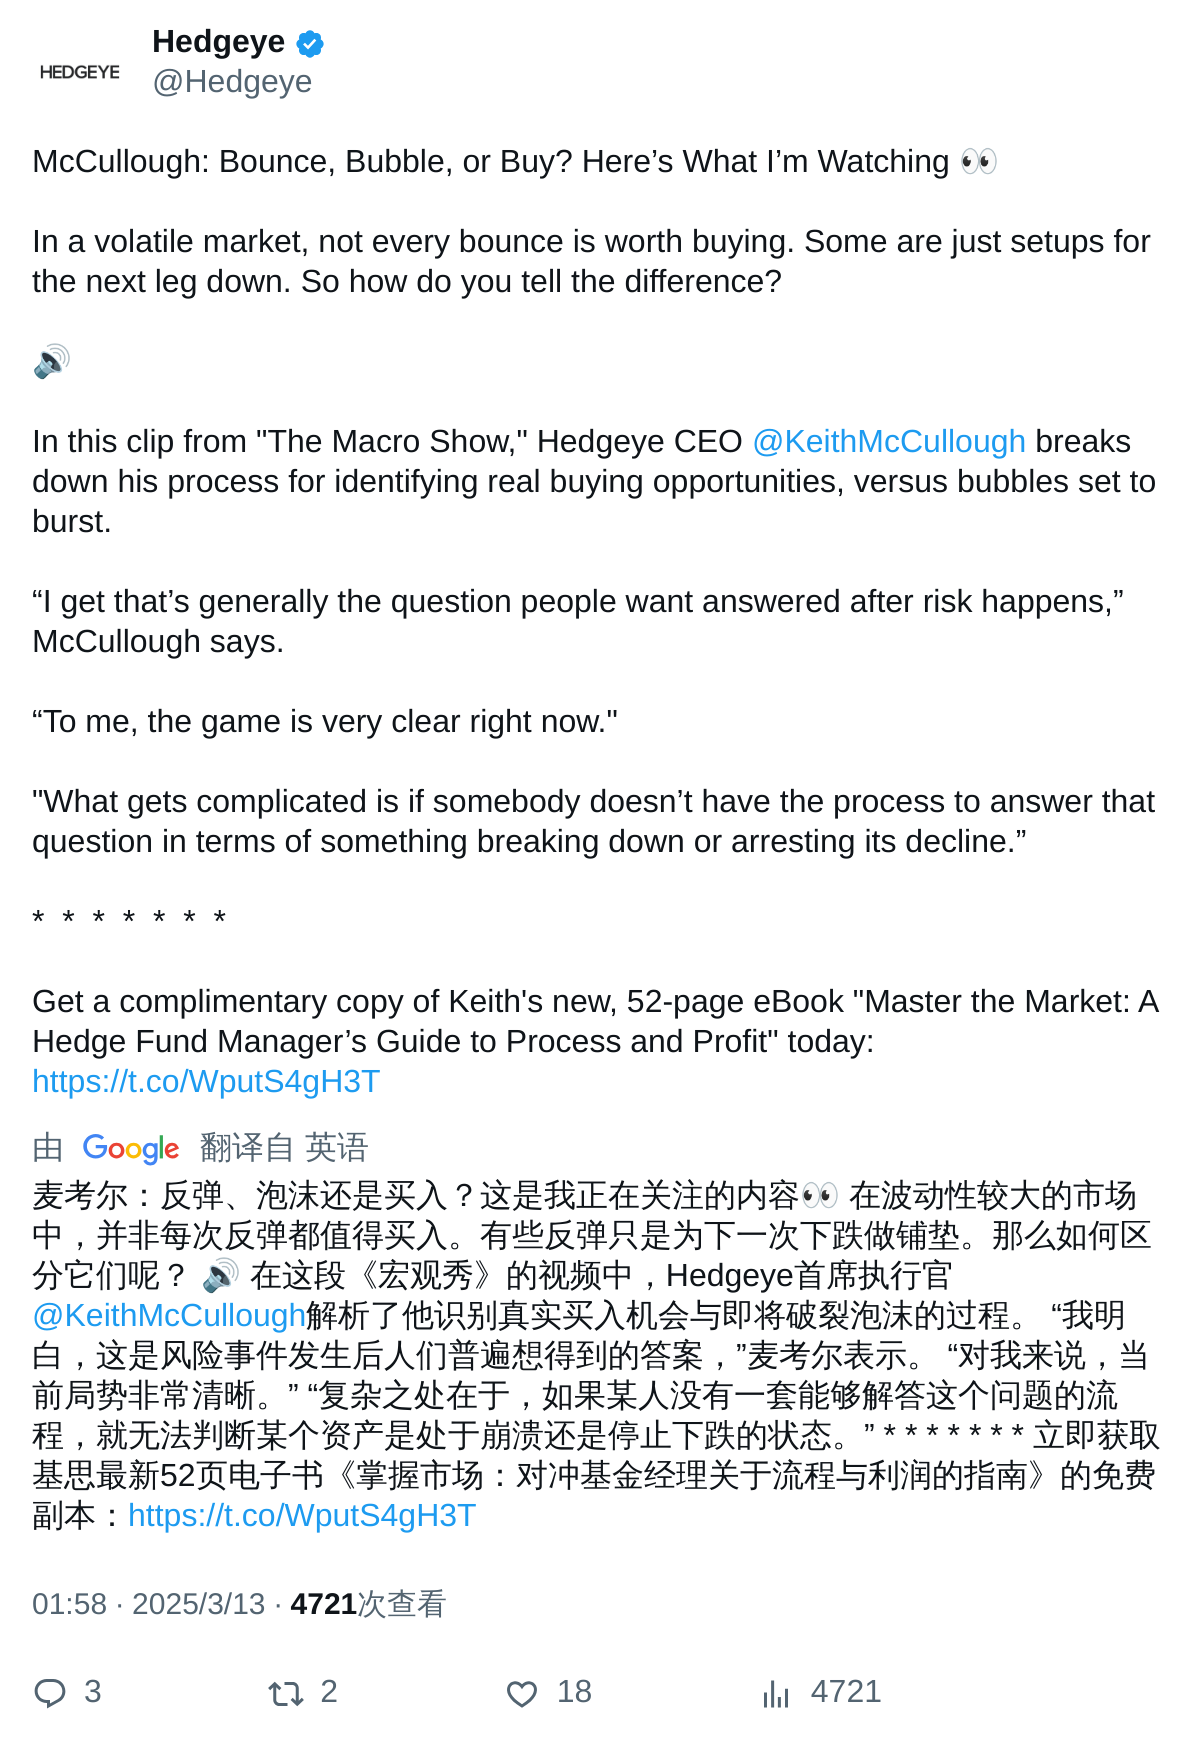 HEDGEYE
Hedgeye
@Hedgeye
McCullough: Bounce, Bubble, or Buy? Here’s What I’m Watching 👀
In a volatile market, not every bounce is worth buying. Some are just setups for
the next leg down. So how do you tell the difference?
🔊
In this clip from "The Macro Show," Hedgeye CEO @KeithMcCullough breaks
down his process for identifying real buying opportunities, versus bubbles set to
burst.
“I get that’s generally the question people want answered after risk happens,”
McCullough says.
“To me, the game is very clear right now."
"What gets complicated is if somebody doesn’t have the process to answer that
question in terms of something breaking down or arresting its decline.”
* * * * * * *
Get a complimentary copy of Keith's new, 52-page eBook "Master the Market: A
Hedge Fund Manager’s Guide to Process and Profit" today:
https://t.co/WputS4gH3T
由 Google 翻译自 英语
麦考尔：反弹、泡沫还是买入？这是我正在关注的内容👀 在波动性较大的市场
中，并非每次反弹都值得买入。有些反弹只是为下一次下跌做铺垫。那么如何区
分它们呢？ 🔊 在这段《宏观秀》的视频中，Hedgeye首席执行官
@KeithMcCullough解析了他识别真实买入机会与即将破裂泡沫的过程。 “我明
白，这是风险事件发生后人们普遍想得到的答案，”麦考尔表示。 “对我来说，当
前局势非常清晰。” “复杂之处在于，如果某人没有一套能够解答这个问题的流
程，就无法判断某个资产是处于崩溃还是停止下跌的状态。” * * * * * * * 立即获取
基思最新52页电子书《掌握市场：对冲基金经理关于流程与利润的指南》的免费
副本：https://t.co/WputS4gH3T
01:58 · 2025/3/13 · 4721次查看
3 2 18 4721